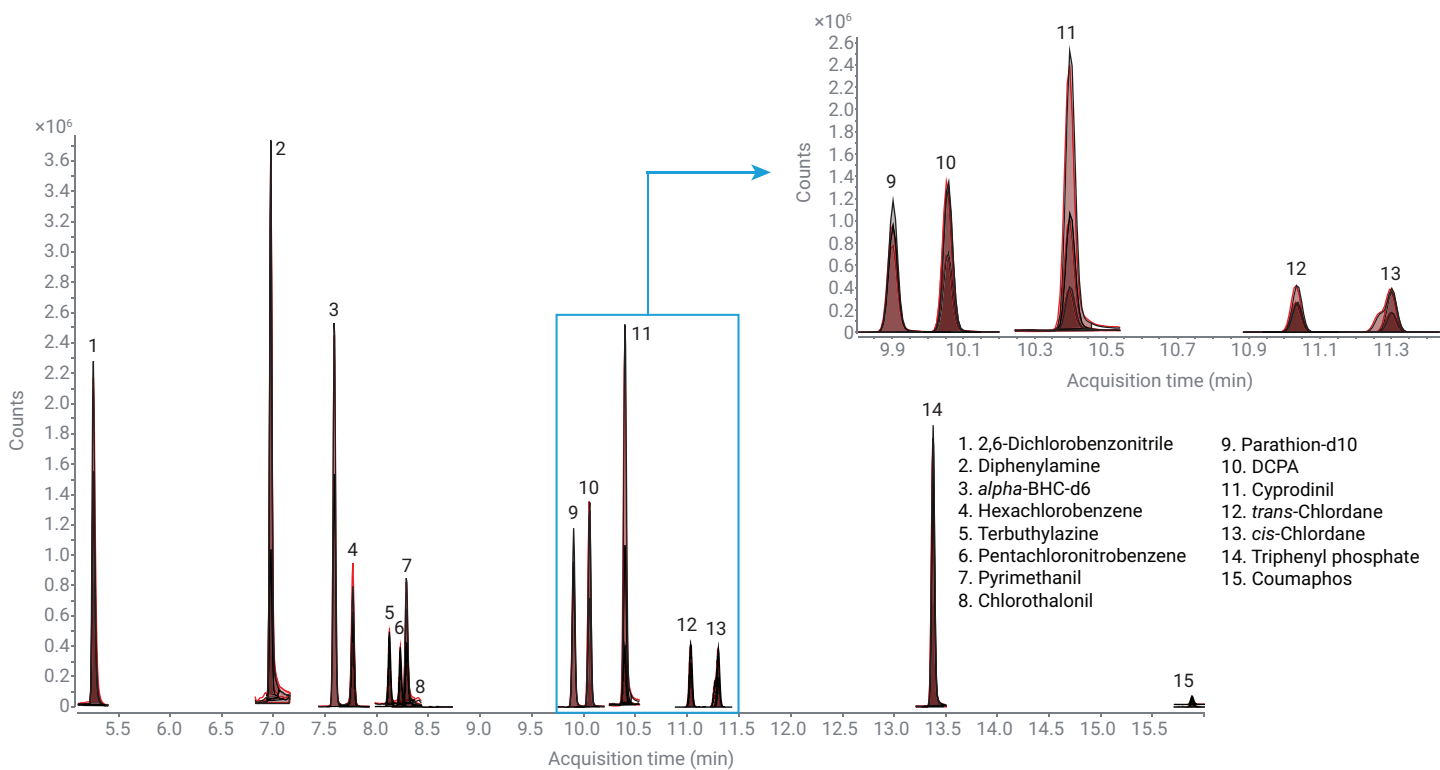 ×10⁶
Counts
3.6
3.4
3.2
3.0
2.8
2.6
2.4
2.2
2.0
1.8
1.6
1.4
1.2
1.0
0.8
0.6
0.4
0.2
0
1
2
3
4
5
6
7
8
9
10
11
12
13
14
15
5.5 6.0 6.5 7.0 7.5 8.0 8.5 9.0 9.5 10.0 10.5 11.0 11.5 12.0 12.5 13.0 13.5 14.0 14.5 15.0 15.5
Acquisition time (min)
×10⁶
Counts
2.6
2.4
2.2
2.0
1.8
1.6
1.4
1.2
1.0
0.8
0.6
0.4
0.2
0
9
10
11
12
13
9.9 10.1 10.3 10.5 10.7 10.9 11.1 11.3
Acquisition time (min)
1. 2,6-Dichlorobenzonitrile
2. Diphenylamine
3. alpha-BHC-d6
4. Hexachlorobenzene
5. Terbuthylazine
6. Pentachloronitrobenzene
7. Pyrimethanil
8. Chlorothalonil
9. Parathion-d10
10. DCPA
11. Cyprodinil
12. trans-Chlordane
13. cis-Chlordane
14. Triphenyl phosphate
15. Coumaphos